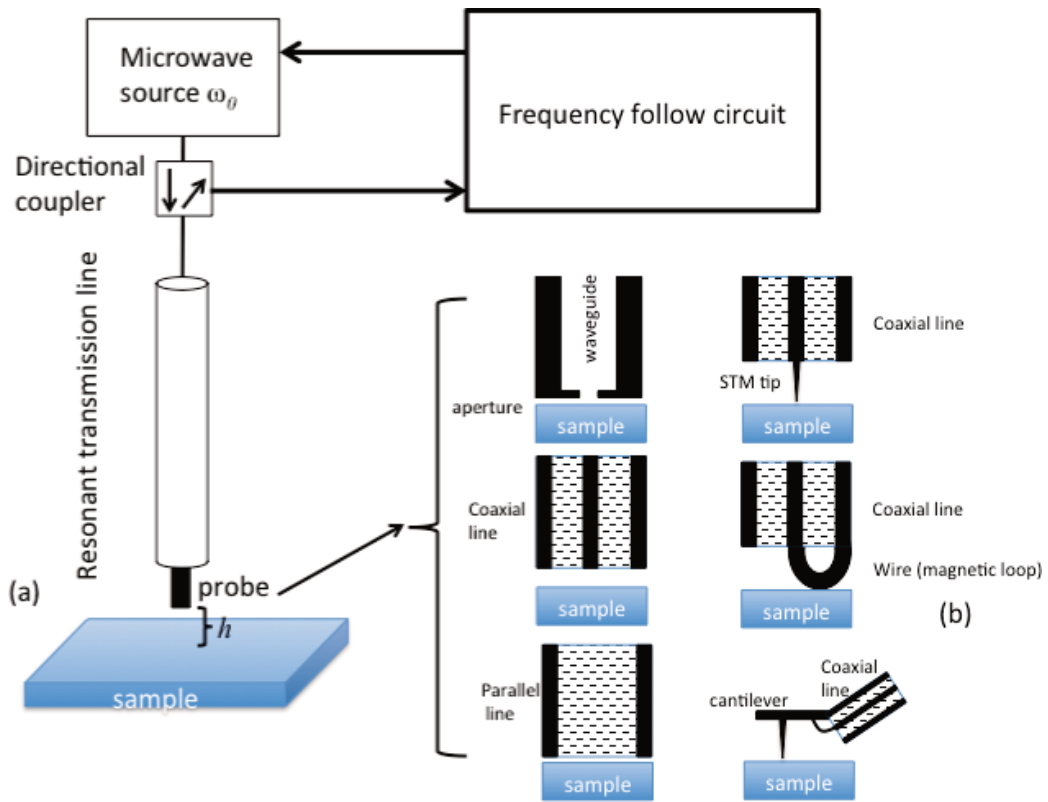 Microwave
source ω₀
Frequency follow circuit
Directional
coupler
Resonant transmission line
(a)
probe
h
sample
waveguide
aperture
sample
Coaxial line
STM tip
sample
Coaxial
line
sample
Coaxial line
Wire (magnetic loop)
sample
(b)
Parallel
line
sample
Coaxial
line
cantilever
sample